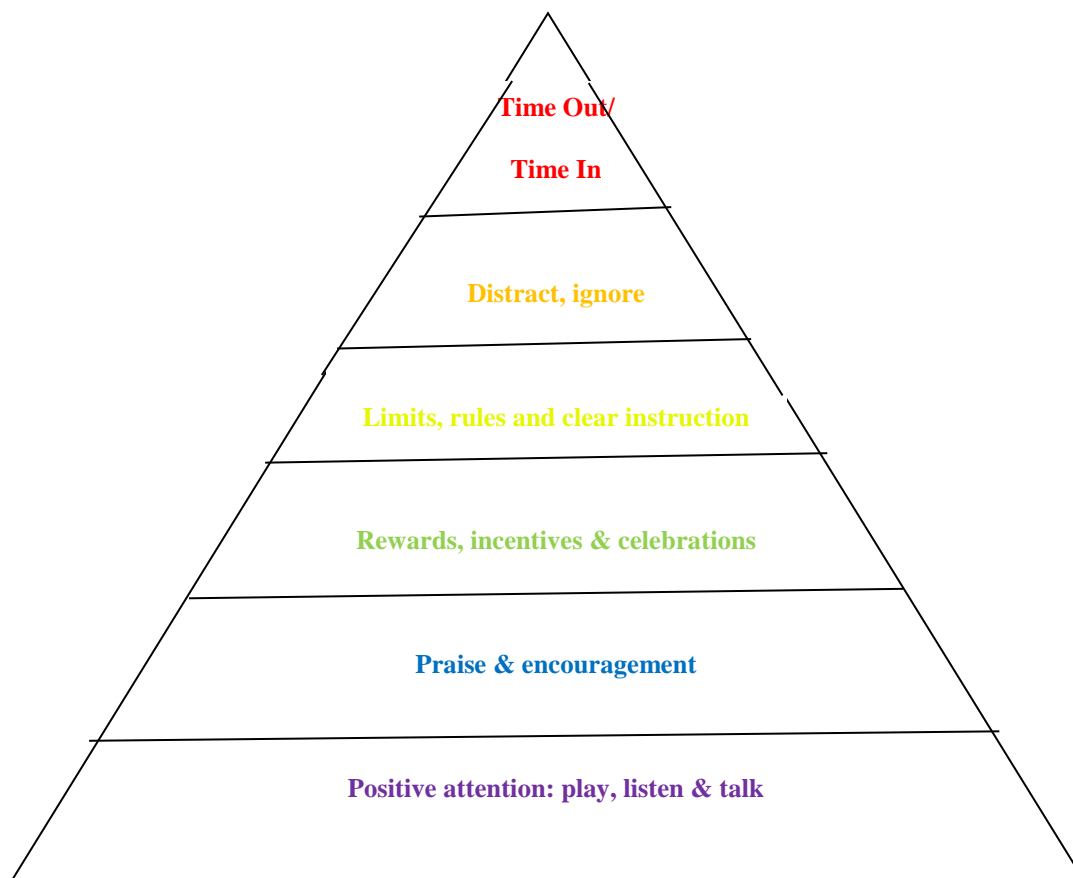 Time Out/
Time In
Distract, ignore
Limits, rules and clear instruction
Rewards, incentives & celebrations
Praise & encouragement
Positive attention: play, listen & talk